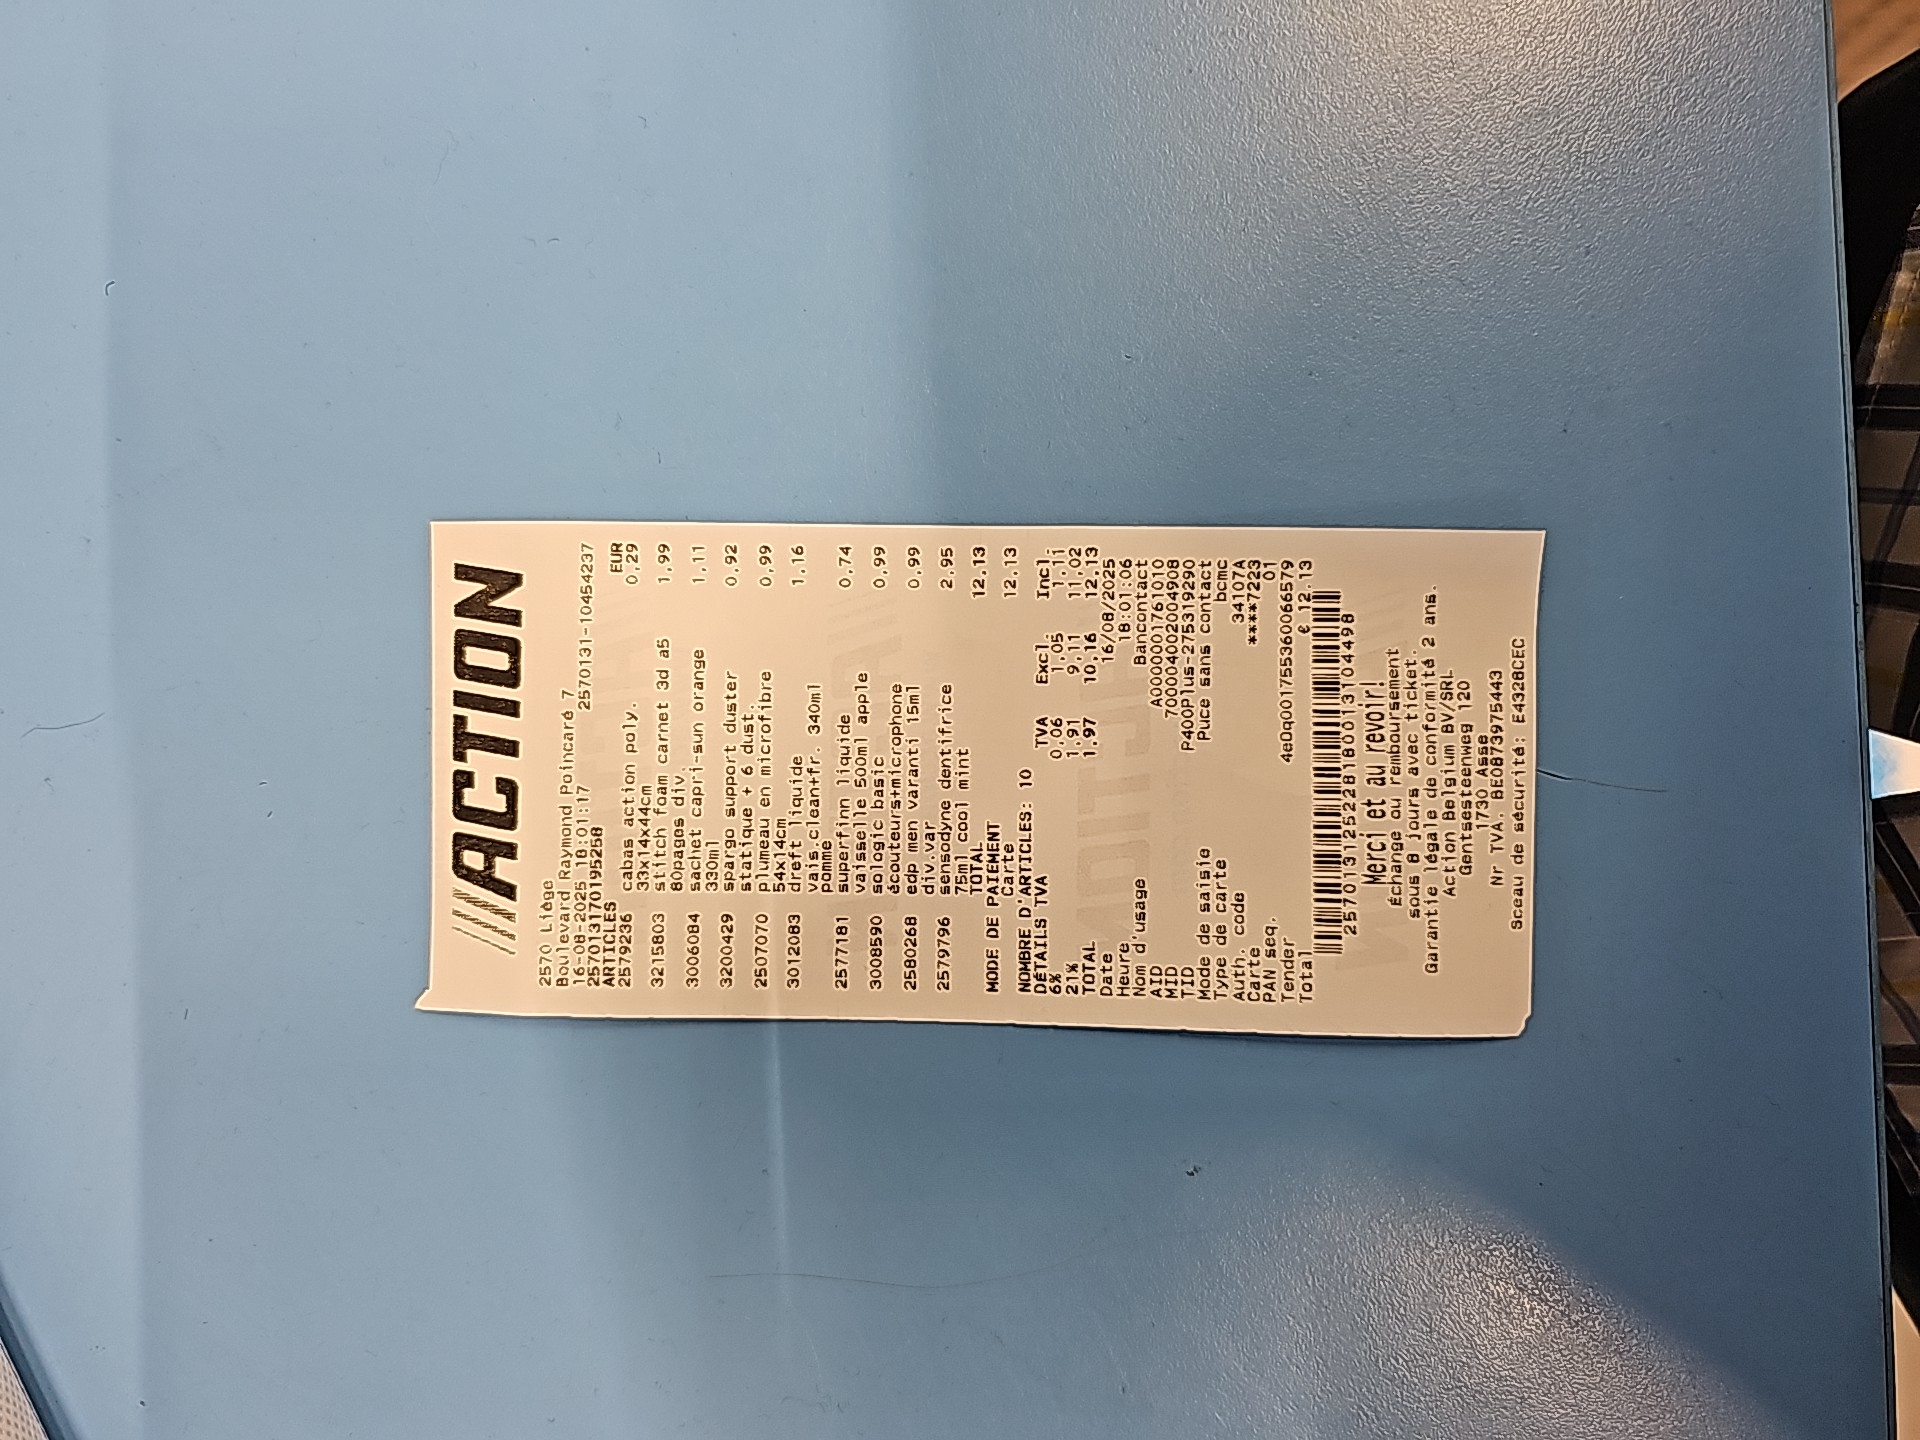 ACTION
2570 Liège
Boulevard Raymond Poincaré 7
16-08-2025 18:01:17 2570131-10454237
2570131701195258
ARTICLES EUR
2579236 cabas action poly. 0,29
33x14x44cm
3215803 stitch foam carnet 3d a5 1,99
80pages div.
3006084 sachet capri-sun orange 1,11
330ml
3200429 spargo support duster 0,92
statique + 6 dust.
2507070 plumeau en microfibre 0,99
54x14cm
3012083 dreft liquide 1,16
vais.clean+fr. 340ml
pomme
2577181 superfinn liquide 0,74
vaisselle 500ml apple
3008590 sologic basic 0,99
écouteurs+microphone
2580268 edp men varanti 15ml 0,99
div.var
2579796 sensodyne dentifrice 2,95
75ml cool mint
TOTAL 12,13
MODE DE PAIEMENT
Carte 12,13
NOMBRE D'ARTICLES: 10
DÉTAILS TVA TVA Excl. Incl.
6% 0,06 1,05 1,11
21% 1,91 9,11 11,02
TOTAL 1,97 10,16 12,13
Date 16/08/2025
Heure 18:01:06
Nom d'usage Bancontact
AID A0000001761010
MID 700004002004908
TID P400Plus-275319290
Mode de saisie Puce sans contact
Type de carte bcmc
Auth. code 34107A
Carte ****7223
PAN seq. 01
Tender 4e0q001755360066579
Total € 12,13
Merci et au revoir!
Échange ou remboursement
sous 8 jours avec ticket.
Garantie légale de conformité 2 ans.
Action Belgium BV/SRL
Gentsesteenweg 120
1730 Asse
Nr TVA. BE0873975443
Sceau de sécurité: E4328CEC